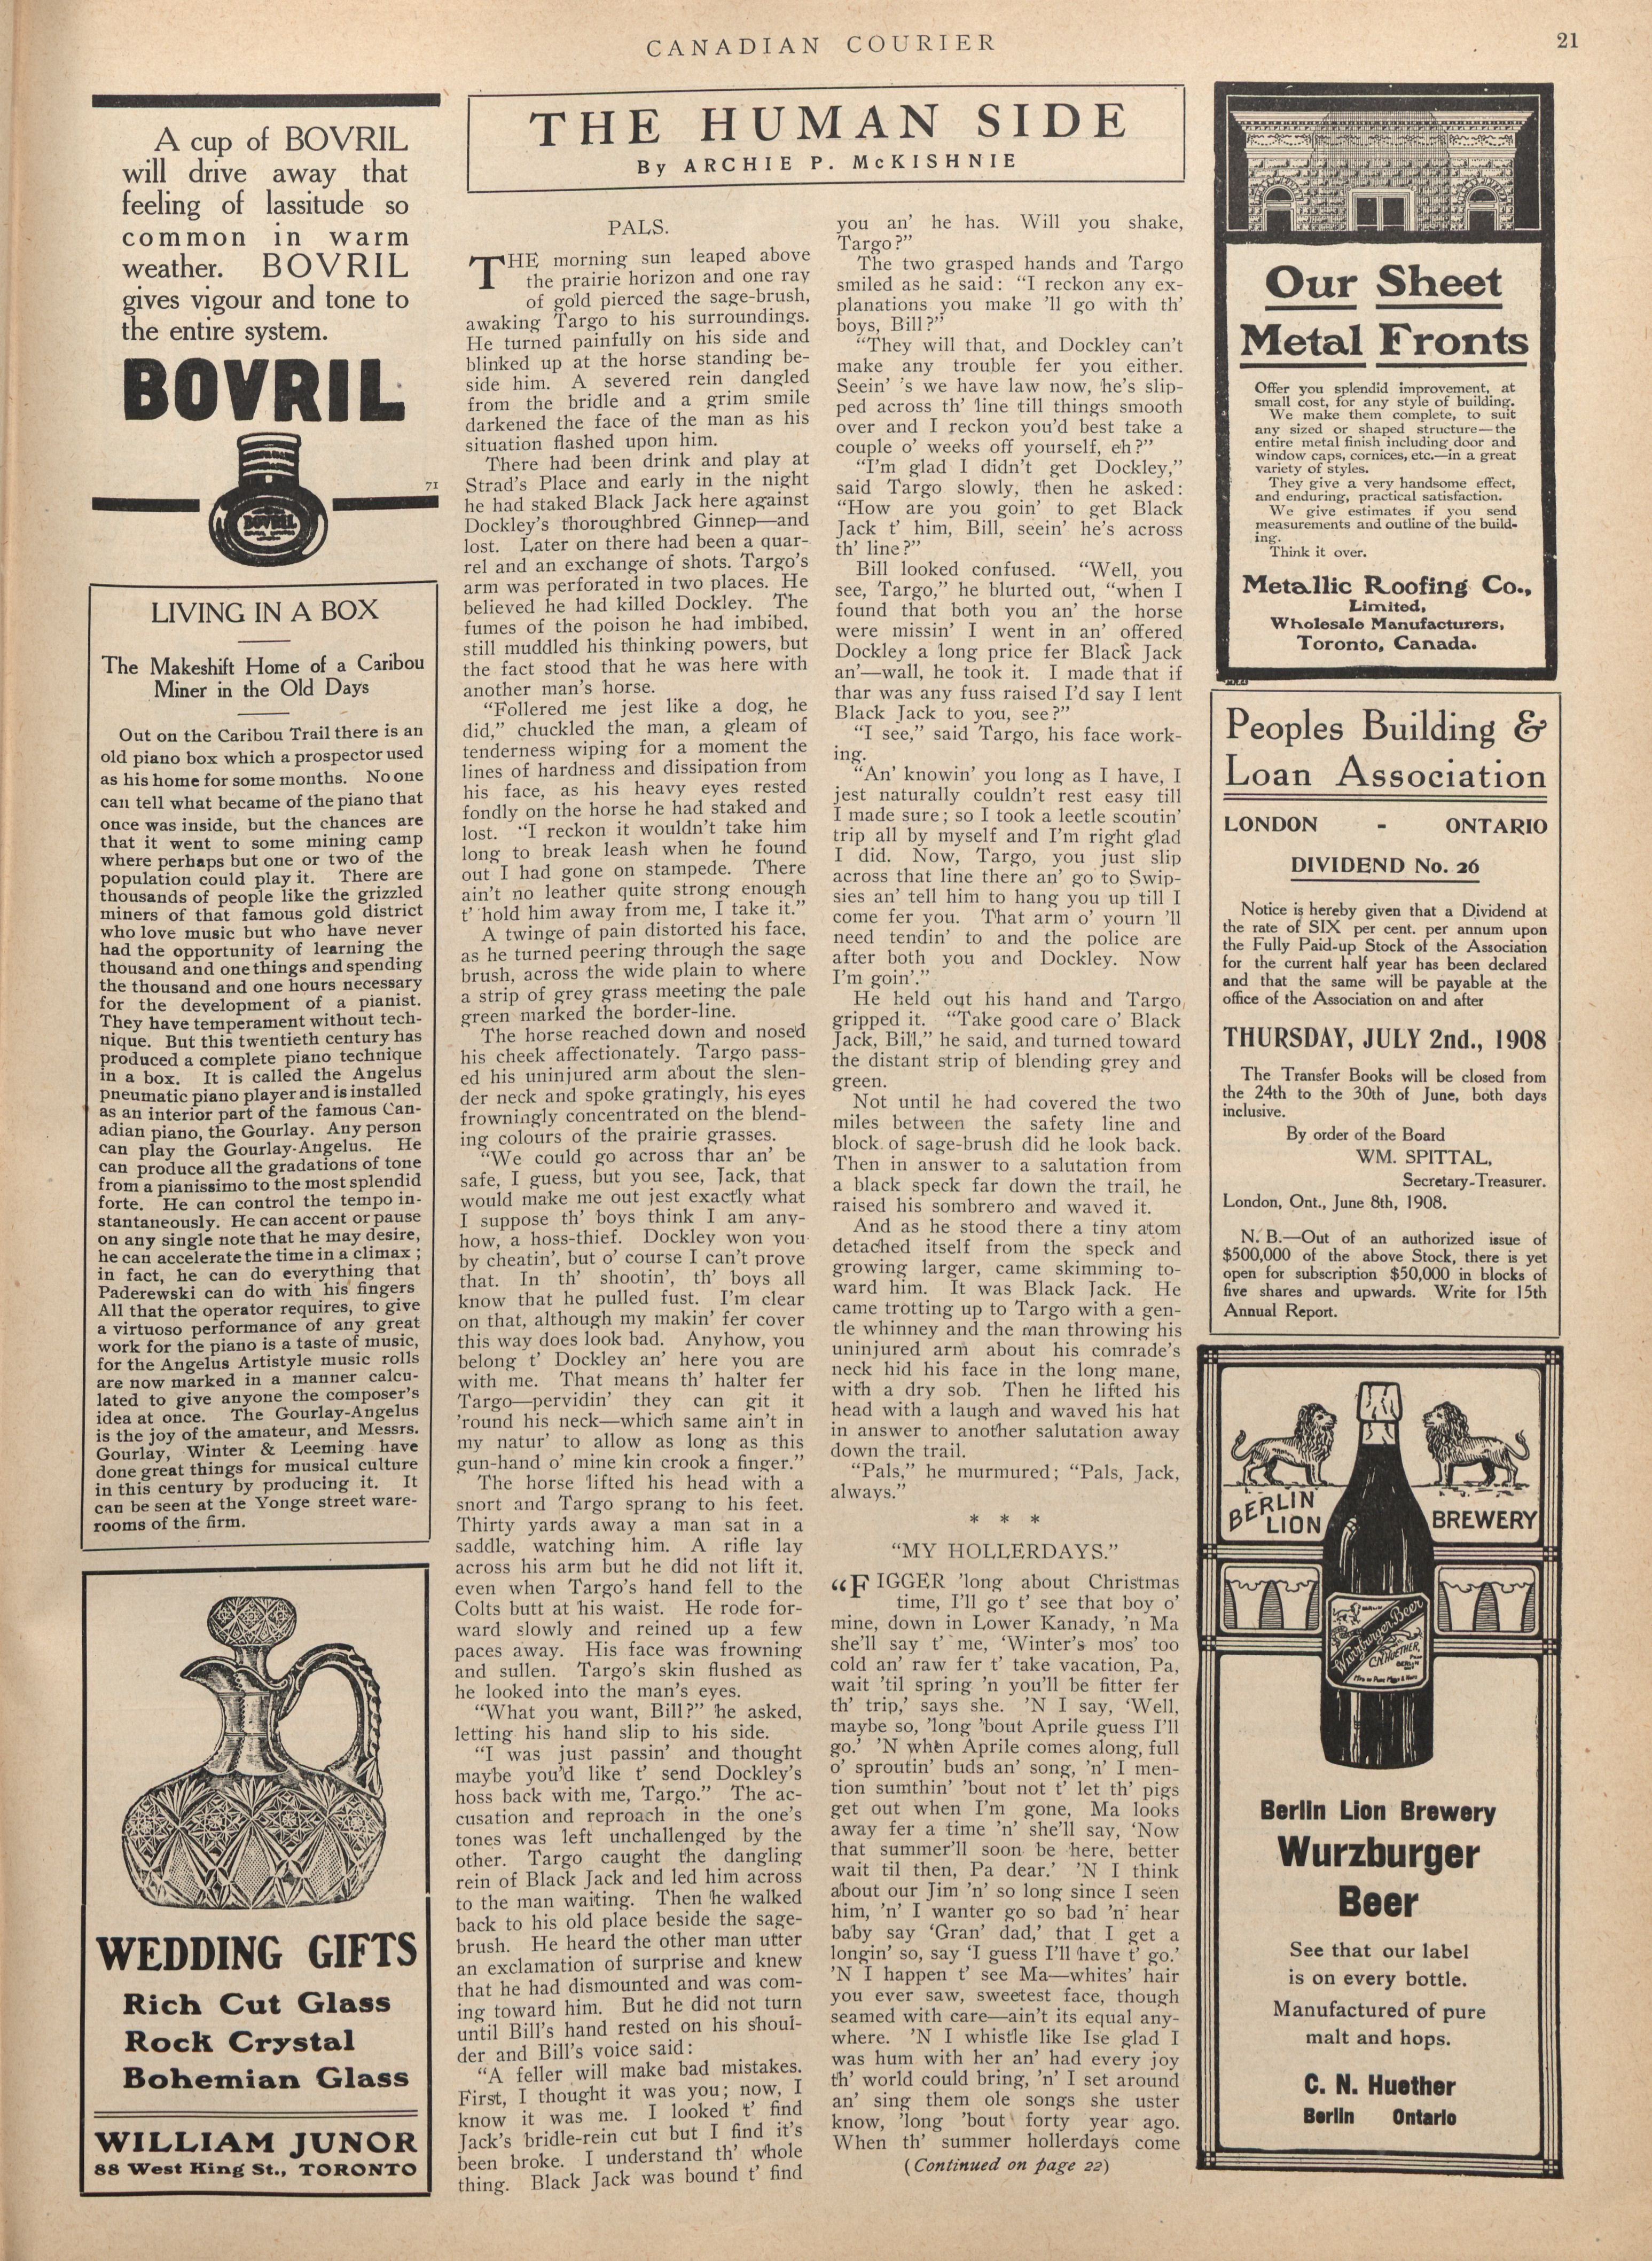 CANADIAN COURIER
21
A cup of BOVRIL
will drive away that
feeling of lassitude so
common in warm
weather. BOVRIL
gives vigour and tone to
the entire system.
BOVRIL
71
BOVRIL
LIVING IN A BOX
The Makeshift Home of a Caribou
Miner in the Old Days
Out on the Caribou Trail there is an
old piano box which a prospector used
as his home for some months. No one
can tell what became of the piano that
once was inside, but the chances are
that it went to some mining camp
where perhaps but one or two of the
population could play it. There are
thousands of people like the grizzled
miners of that famous gold district
who love music but who have never
had the opportunity of learning the
thousand and one things and spending
the thousand and one hours necessary
for the development of a pianist.
They have temperament without tech-
nique. But this twentieth century has
produced a complete piano technique
in a box. It is called the Angelus
pneumatic piano player and is installed
as an interior part of the famous Can-
adian piano, the Gourlay. Any person
can play the Gourlay-Angelus. He
can produce all the gradations of tone
from a pianissimo to the most splendid
forte. He can control the tempo in-
stantaneously. He can accent or pause
on any single note that he may desire,
he can accelerate the time in a climax ;
in fact, he can do everything that
Paderewski can do with his fingers
All that the operator requires, to give
a virtuoso performance of any great
work for the piano is a taste of music,
for the Angelus Artistyle music rolls
are now marked in a manner calcu-
lated to give anyone the composer's
idea at once. The Gourlay-Angelus
is the joy of the amateur, and Messrs.
Gourlay, Winter & Leeming have
done great things for musical culture
in this century by producing it. It
can be seen at the Yonge street ware-
rooms of the firm.
WEDDING GIFTS
Rich Cut Glass
Rock Crystal
Bohemian Glass
WILLIAM JUNOR
88 West King St., TORONTO
THE HUMAN SIDE
By ARCHIE P. McKISHNIE
PALS.
THE morning sun leaped above
the prairie horizon and one ray
of gold pierced the sage-brush,
awaking Targo to his surroundings.
He turned painfully on his side and
blinked up at the horse standing be-
side him. A severed rein dangled
from the bridle and a grim smile
darkened the face of the man as his
situation flashed upon him.
There had been drink and play at
Strad's Place and early in the night
he had staked Black Jack here against
Dockley's thoroughbred Ginnep—and
lost. Later on there had been a quar-
rel and an exchange of shots. Targo's
arm was perforated in two places. He
believed he had killed Dockley. The
fumes of the poison he had imbibed,
still muddled his thinking powers, but
the fact stood that he was here with
another man's horse.
"Follered me jest like a dog, he
did," chuckled the man, a gleam of
tenderness wiping for a moment the
lines of hardness and dissipation from
his face, as his heavy eyes rested
fondly on the horse he had staked and
lost. "I reckon it wouldn't take him
long to break leash when he found
out I had gone on stampede. There
ain't no leather quite strong enough
t' hold him away from me, I take it."
A twinge of pain distorted his face,
as he turned peering through the sage
brush, across the wide plain to where
a strip of grey grass meeting the pale
green marked the border-line.
The horse reached down and nosed
his cheek affectionately. Targo pass-
ed his uninjured arm about the slen-
der neck and spoke gratingly, his eyes
frowningly concentrated on the blend-
ing colours of the prairie grasses.
"We could go across thar an' be
safe, I guess, but you see, Jack, that
would make me out jest exactly what
I suppose th' boys think I am any-
how, a hoss-thief. Dockley won you
by cheatin', but o' course I can't prove
that. In th' shootin', th' boys all
know that he pulled fust. I'm clear
on that, although my makin' fer cover
this way does look bad. Anyhow, you
belong t' Dockley an' here you are
with me. That means th' halter fer
Targo—pervidin' they can git it
'round his neck—which same ain't in
my natur' to allow as long as this
gun-hand o' mine kin crook a finger."
The horse lifted his head with a
snort and Targo sprang to his feet.
Thirty yards away a man sat in a
saddle, watching him. A rifle lay
across his arm but he did not lift it,
even when Targo's hand fell to the
Colts butt at his waist. He rode for-
ward slowly and reined up a few
paces away. His face was frowning
and sullen. Targo's skin flushed as
he looked into the man's eyes.
"What you want, Bill?" he asked,
letting his hand slip to his side.
"I was just passin' and thought
maybe you'd like t' send Dockley's
hoss back with me, Targo." The ac-
cusation and reproach in the one's
tones was left unchallenged by the
other. Targo caught the dangling
rein of Black Jack and led him across
to the man waiting. Then he walked
back to his old place beside the sage-
brush. He heard the other man utter
an exclamation of surprise and knew
that he had dismounted and was com-
ing toward him. But he did not turn
until Bill's hand rested on his shoul-
der and Bill's voice said:
"A feller will make bad mistakes.
First, I thought it was you; now, I
know it was me. I looked t' find
Jack's bridle-rein cut but I find it's
been broke. I understand th' whole
thing. Black Jack was bound t' find
you an' he has. Will you shake,
Targo?"
The two grasped hands and Targo
smiled as he said: "I reckon any ex-
planations you make 'll go with th'
boys, Bill?"
"They will that, and Dockley can't
make any trouble fer you either.
Seein' 's we have law now, he's slip-
ped across th' line till things smooth
over and I reckon you'd best take a
couple o' weeks off yourself, eh?"
"I'm glad I didn't get Dockley,"
said Targo slowly, then he asked:
"How are you goin' to get Black
Jack t' him, Bill, seein' he's across
th' line?"
Bill looked confused. "Well, you
see, Targo," he blurted out, "when I
found that both you an' the horse
were missin' I went in an' offered
Dockley a long price fer Black Jack
an'—wall, he took it. I made that if
thar was any fuss raised I'd say I lent
Black Jack to you, see?"
"I see," said Targo, his face work-
ing.
"An' knowin' you long as I have, I
jest naturally couldn't rest easy till
I made sure; so I took a leetle scoutin'
trip all by myself and I'm right glad
I did. Now, Targo, you just slip
across that line there an' go to Swip-
sies an' tell him to hang you up till I
come fer you. That arm o' yourn 'll
need tendin' to and the police are
after both you and Dockley. Now
I'm goin'."
He held out his hand and Targo
gripped it. "Take good care o' Black
Jack, Bill," he said, and turned toward
the distant strip of blending grey and
green.
Not until he had covered the two
miles between the safety line and
block of sage-brush did he look back.
Then in answer to a salutation from
a black speck far down the trail, he
raised his sombrero and waved it.
And as he stood there a tiny atom
detached itself from the speck and
growing larger, came skimming to-
ward him. It was Black Jack. He
came trotting up to Targo with a gen-
tle whinney and the man throwing his
uninjured arm about his comrade's
neck hid his face in the long mane,
with a dry sob. Then he lifted his
head with a laugh and waved his hat
in answer to another salutation away
down the trail.
"Pals," he murmured; "Pals, Jack,
always."
* * *
"MY HOLLERDAYS."
"FIGGER 'long about Christmas
time, I'll go t' see that boy o'
mine, down in Lower Kanady, 'n Ma
she'll say t' me, 'Winter's mos' too
cold an' raw fer t' take vacation, Pa,
wait 'til spring 'n you'll be fitter fer
th' trip,' says she. 'N I say, 'Well,
maybe so, 'long 'bout Aprile guess I'll
go.' 'N when Aprile comes along, full
o' sproutin' buds an' song, 'n' I men-
tion sumthin' 'bout not t' let th' pigs
get out when I'm gone, Ma looks
away fer a time 'n' she'll say, 'Now
that summer'll soon be here, better
wait til then, Pa dear.' 'N I think
about our Jim 'n' so long since I seen
him, 'n' I wanter go so bad 'n' hear
baby say 'Gran' dad,' that I get a
longin' so, say 'I guess I'll have t' go.'
'N I happen t' see Ma—whites' hair
you ever saw, sweetest face, though
seamed with care—ain't its equal any-
where. 'N I whistle like Ise glad I
was hum with her an' had every joy
th' world could bring, 'n' I set around
an' sing them ole songs she uster
know, 'long 'bout forty year ago.
When th' summer hollerdays come
(Continued on page 22)
Our Sheet
Metal Fronts
Offer you splendid improvement, at
small cost, for any style of building.
We make them complete, to suit
any sized or shaped structure—the
entire metal finish including door and
window caps, cornices, etc.—in a great
variety of styles.
They give a very handsome effect,
and enduring, practical satisfaction.
We give estimates if you send
measurements and outline of the build-
ing.
Think it over.
Metallic Roofing Co.,
Limited,
Wholesale Manufacturers,
Toronto, Canada.
Peoples Building &
Loan Association
LONDON - ONTARIO
DIVIDEND No. 26
Notice is hereby given that a Dividend at
the rate of SIX per cent. per annum upon
the Fully Paid-up Stock of the Association
for the current half year has been declared
and that the same will be payable at the
office of the Association on and after
THURSDAY, JULY 2nd., 1908
The Transfer Books will be closed from
the 24th to the 30th of June, both days
inclusive.
By order of the Board
WM. SPITTAL,
Secretary-Treasurer.
London, Ont., June 8th, 1908.
N. B.—Out of an authorized issue of
$500,000 of the above Stock, there is yet
open for subscription $50,000 in blocks of
five shares and upwards. Write for 15th
Annual Report.
BERLIN
LION
BREWERY
Wurzburger Beer
C.N. HUETHER,
Berlin Lion Brewery
Wurzburger
Beer
See that our label
is on every bottle.
Manufactured of pure
malt and hops.
C. N. Huether
Berlin Ontario